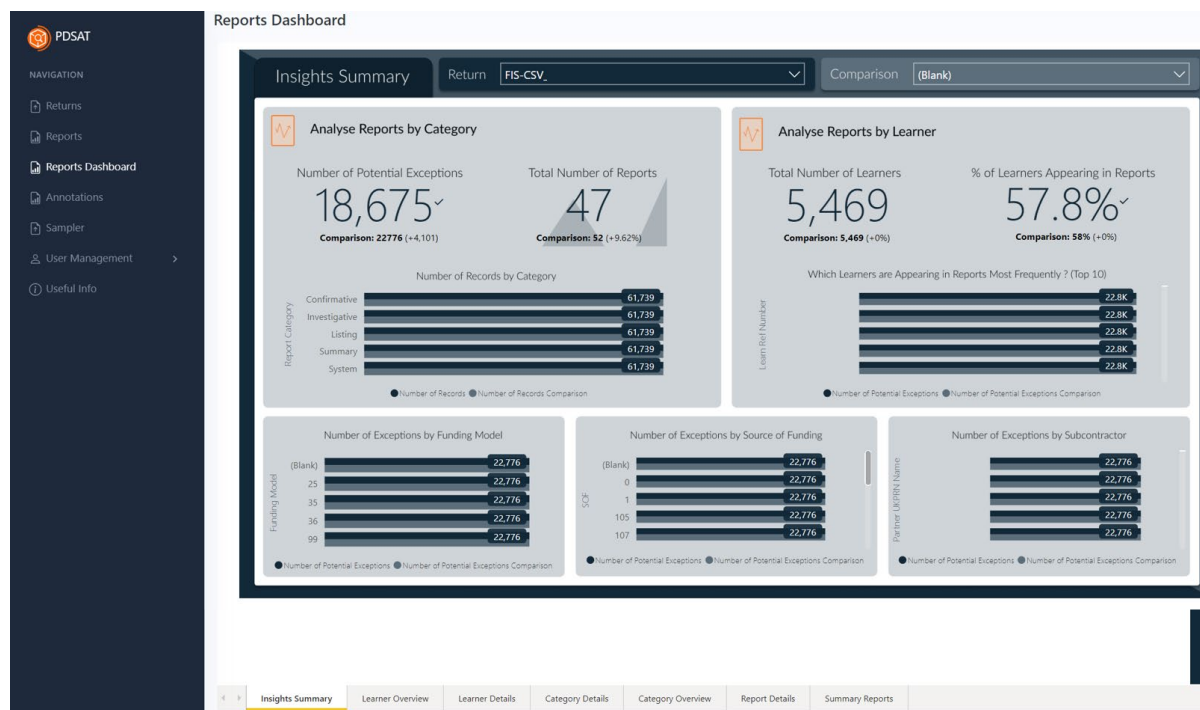 Reports Dashboard
PDSAT
NAVIGATION
Returns
Reports
Reports Dashboard
Annotations
Sampler
User Management
Useful Info
Insights Summary
Return FIS-CSV_
Comparison (Blank)
Analyse Reports by Category
Number of Potential Exceptions
18,675
Comparison: 22776 (+4,101)
Total Number of Reports
47
Comparison: 52 (+9.62%)
Number of Records by Category
Report Category
Confirmative 61,739
Investigative 61,739
Listing 61,739
Summary 61,739
System 61,739
Number of Records Number of Records Comparison
Analyse Reports by Learner
Total Number of Learners
5,469
Comparison: 5,469 (+0%)
% of Learners Appearing in Reports
57.8%
Comparison: 58% (+0%)
Which Learners are Appearing in Reports Most Frequently ? (Top 10)
Learn Ref Number
22.8K
22.8K
22.8K
22.8K
22.8K
Number of Potential Exceptions Number of Potential Exceptions Comparison
Number of Exceptions by Funding Model
Funding Model
(Blank) 22,776
25 22,776
35 22,776
36 22,776
99 22,776
Number of Potential Exceptions Number of Potential Exceptions Comparison
Number of Exceptions by Source of Funding
SOF
(Blank) 22,776
0 22,776
1 22,776
105 22,776
107 22,776
Number of Potential Exceptions Number of Potential Exceptions Comparison
Number of Exceptions by Subcontractor
Partner UKPRN Name
22,776
22,776
22,776
22,776
22,776
Number of Potential Exceptions Number of Potential Exceptions Comparison
Insights Summary
Learner Overview
Learner Details
Category Details
Category Overview
Report Details
Summary Reports